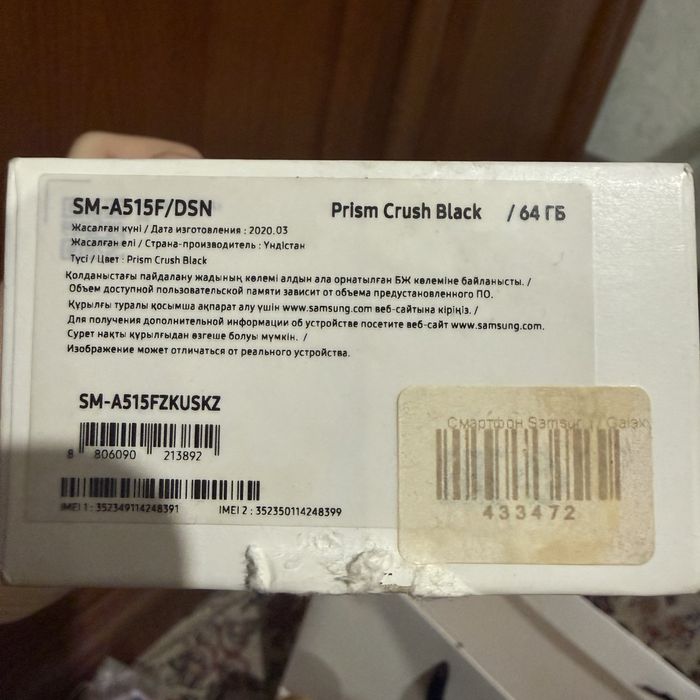 SM-A515F/DSN Prism Crush Black / 64 ГБ
Жасалған күні / Дата изготовления : 2020.03
Жасалған елі / Страна-производитель : Үндістан
Түсі / Цвет : Prism Crush Black
Қолданыстағы пайдалану жадының көлемі алдын ала орнатылған БЖ көлеміне байланысты. /
Объем доступной пользовательской памяти зависит от объема предустановленного ПО.
Құрылғы туралы қосымша ақпарат алу үшін www.samsung.com веб-сайтына кіріңіз. /
Для получения дополнительной информации об устройстве посетите веб-сайт www.samsung.com.
Сурет нақты құрылғыдан өзгеше болуы мүмкін. /
Изображение может отличаться от реального устройства.
SM-A515FZKUSKZ
8 806090 213892
IMEI 1 : 352349114248391 IMEI 2 : 352350114248399
Смартфон
433472